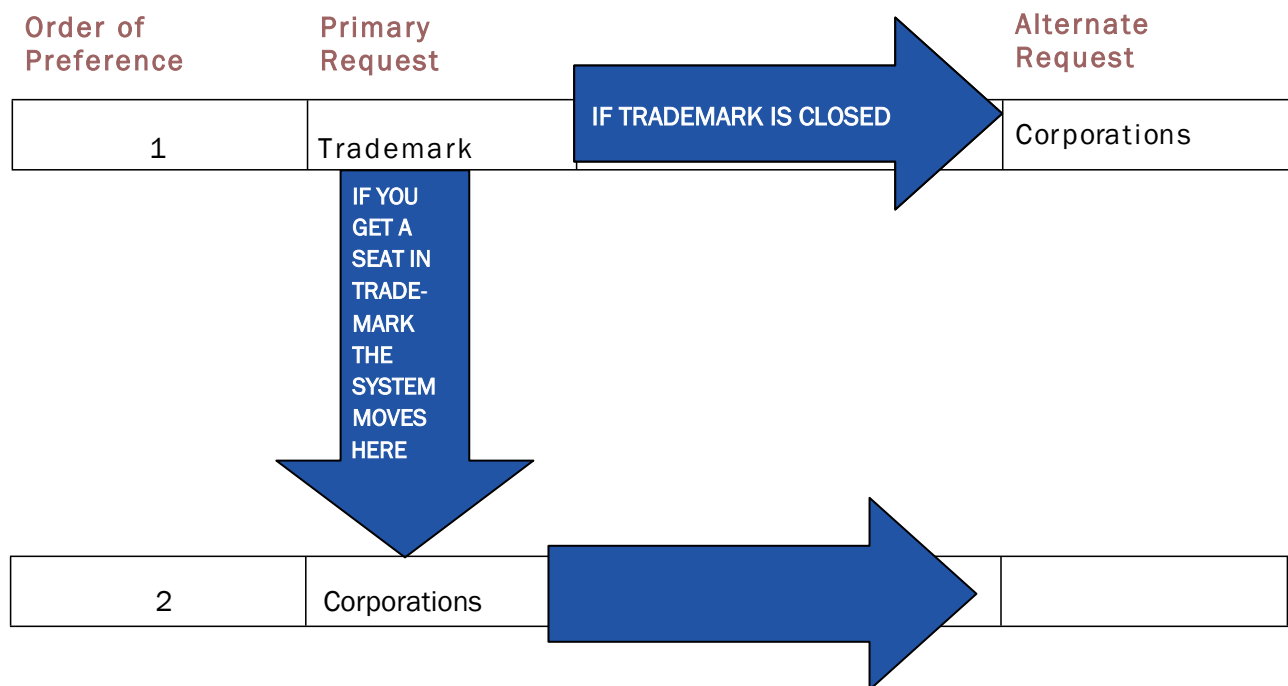 Order of
Preference
Primary
Request
Alternate
Request
1
Trademark
IF TRADEMARK IS CLOSED
Corporations
IF YOU
GET A
SEAT IN
TRADE-
MARK
THE
SYSTEM
MOVES
HERE
2
Corporations